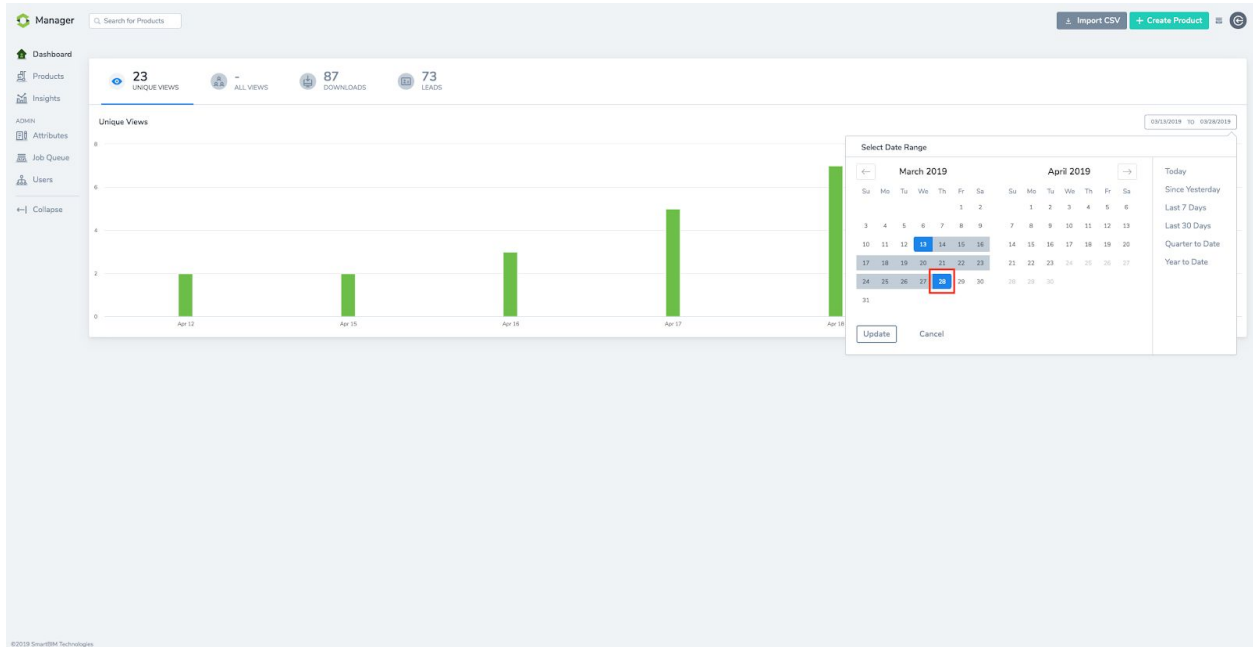 Manager
Search for Products
Import CSV
+ Create Product
Dashboard
Products
Insights
ADMIN
Attributes
Job Queue
Users
Collapse
23
UNIQUE VIEWS
-
ALL VIEWS
87
DOWNLOADS
73
LEADS
Unique Views
03/13/2019 TO 03/28/2019
8
6
4
2
0
Apr 12
Apr 15
Apr 16
Apr 17
Apr 18
Select Date Range
March 2019
Su Mo Tu We Th Fr Sa
1 2
3 4 5 6 7 8 9
10 11 12 13 14 15 16
17 18 19 20 21 22 23
24 25 26 27 28 29 30
31
April 2019
Su Mo Tu We Th Fr Sa
1 2 3 4 5 6
7 8 9 10 11 12 13
14 15 16 17 18 19 20
21 22 23 24 25 26 27
28 29 30
Today
Since Yesterday
Last 7 Days
Last 30 Days
Quarter to Date
Year to Date
Update
Cancel
©2019 SmartBIM Technologies